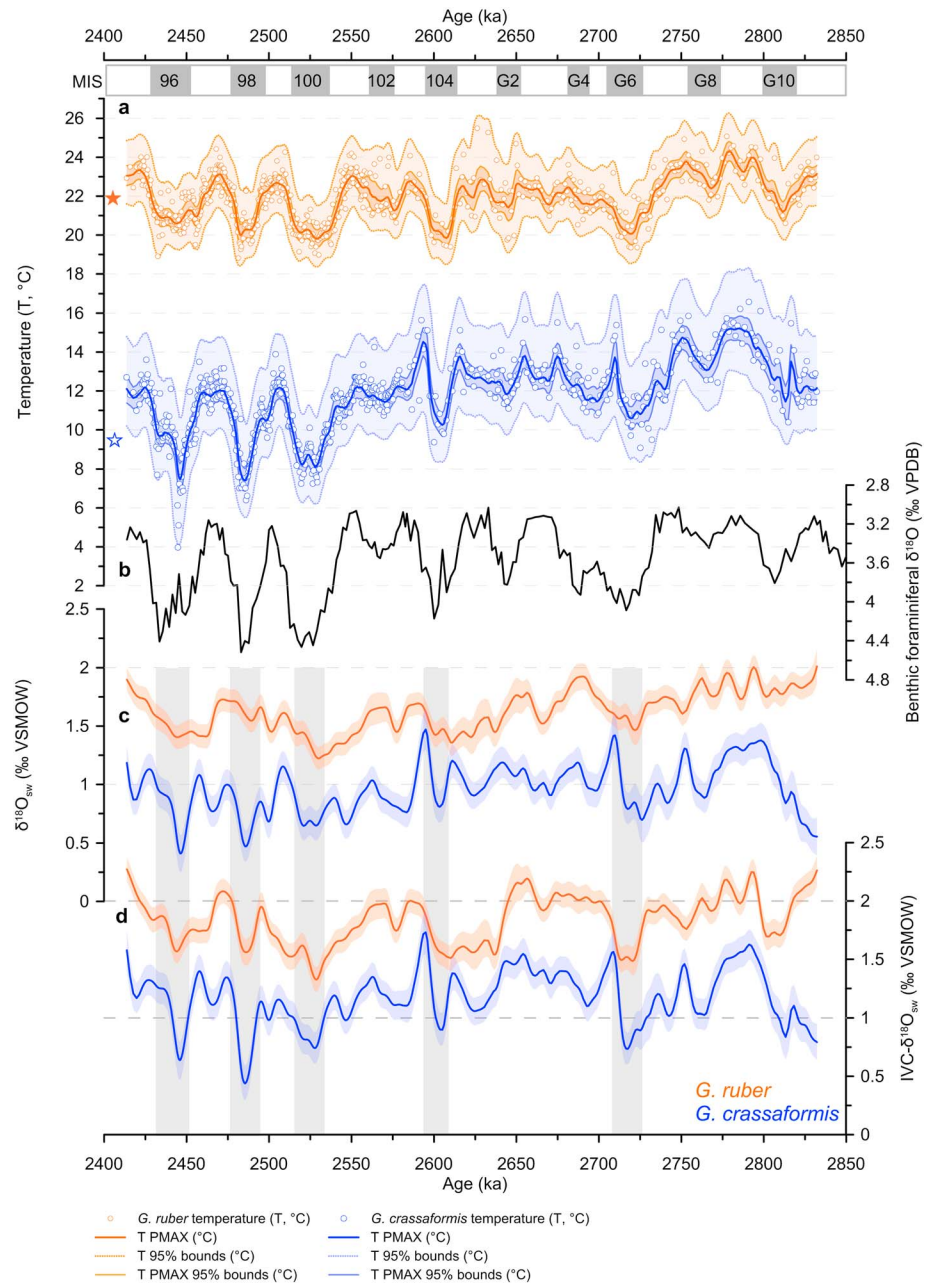 Age (ka)
2400 2450 2500 2550 2600 2650 2700 2750 2800 2850
MIS 96 98 100 102 104 G2 G4 G6 G8 G10
a
26
24
22
20
18
16
14
12
10
8
6
4
2
Temperature (T, °C)
b
2.8
3.2
3.6
4
4.4
4.8
Benthic foraminiferal δ18O (‰ VPDB)
c
2.5
2
1.5
1
0.5
0
δ18Osw (‰ VSMOW)
d
2.5
2
1.5
1
0.5
0
IVC-δ18Osw (‰ VSMOW)
G. ruber
G. crassaformis
2400 2450 2500 2550 2600 2650 2700 2750 2800 2850
Age (ka)
G. ruber temperature (T, °C) G. crassaformis temperature (T, °C)
T PMAX (°C) T PMAX (°C)
T 95% bounds (°C) T 95% bounds (°C)
T PMAX 95% bounds (°C) T PMAX 95% bounds (°C)